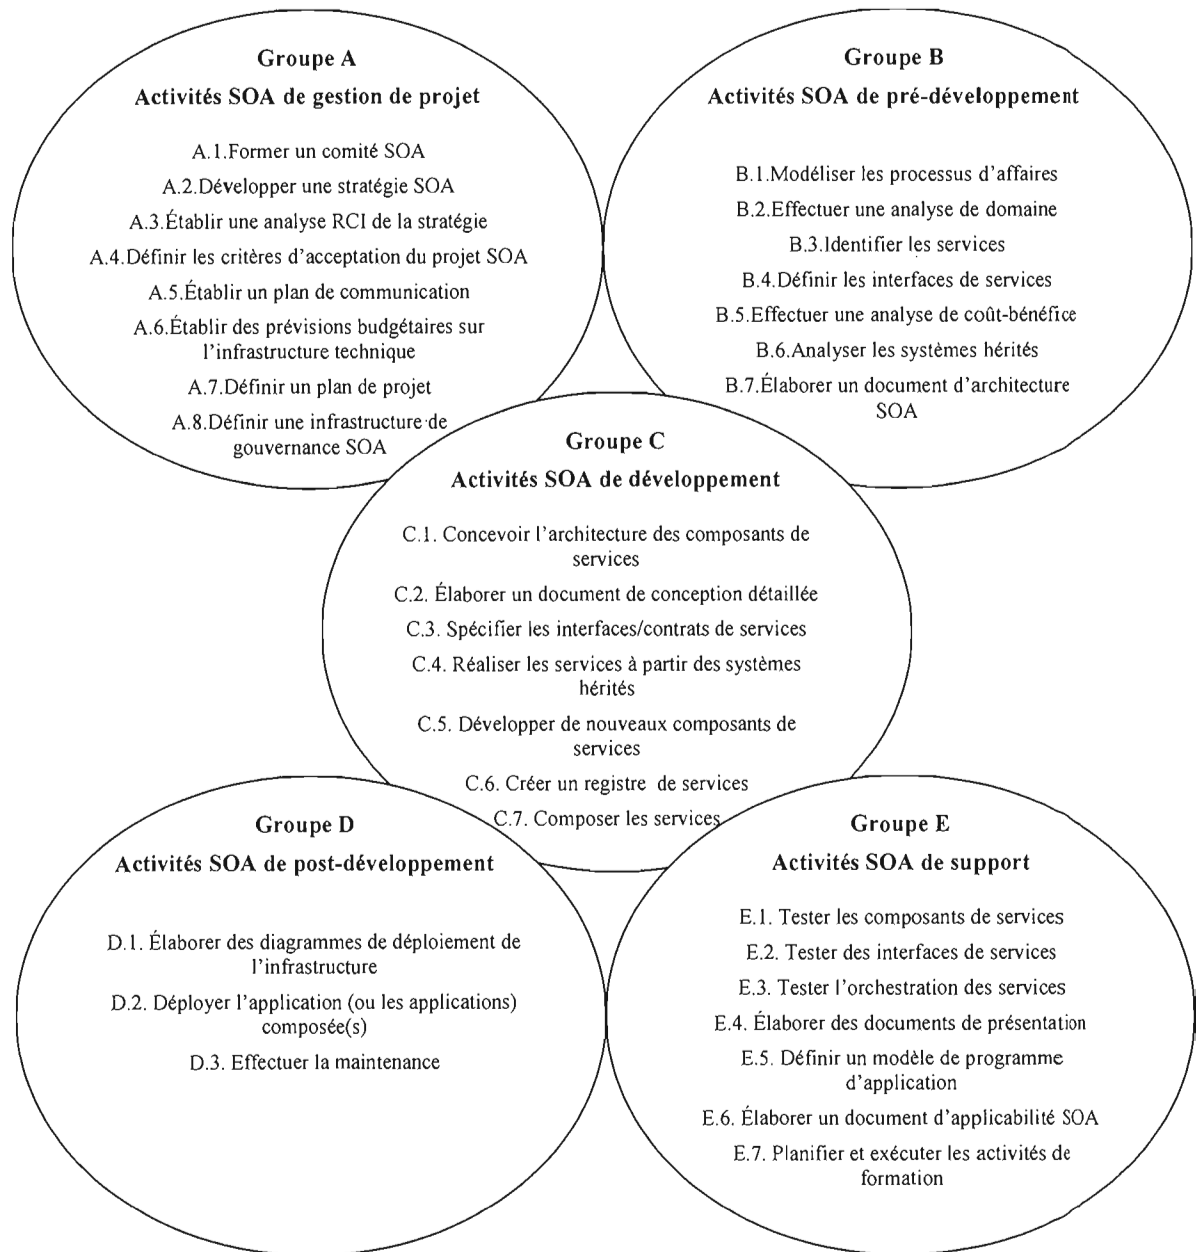 Groupe A
Activités SOA de gestion de projet
A.1.Former un comité SOA
A.2.Développer une stratégie SOA
A.3.Établir une analyse RCI de la stratégie
A.4.Définir les critères d'acceptation du projet SOA
A.5.Établir un plan de communication
A.6.Établir des prévisions budgétaires sur
l'infrastructure technique
A.7.Définir un plan de projet
A.8.Définir une infrastructure de
gouvernance SOA
Groupe B
Activités SOA de pré-développement
B.1.Modéliser les processus d'affaires
B.2.Effectuer une analyse de domaine
B.3.Identifier les services
B.4.Définir les interfaces de services
B.5.Effectuer une analyse de coût-bénéfice
B.6.Analyser les systèmes hérités
B.7.Élaborer un document d'architecture
SOA
Groupe C
Activités SOA de développement
C.1. Concevoir l'architecture des composants de
services
C.2. Élaborer un document de conception détaillée
C.3. Spécifier les interfaces/contrats de services
C.4. Réaliser les services à partir des systèmes
hérités
C.5. Développer de nouveaux composants de
services
C.6. Créer un registre de services
C.7. Composer les services
Groupe D
Activités SOA de post-développement
D.1. Élaborer des diagrammes de déploiement de
l'infrastructure
D.2. Déployer l'application (ou les applications)
composée(s)
D.3. Effectuer la maintenance
Groupe E
Activités SOA de support
E.1. Tester les composants de services
E.2. Tester des interfaces de services
E.3. Tester l'orchestration des services
E.4. Élaborer des documents de présentation
E.5. Définir un modèle de programme
d'application
E.6. Élaborer un document d'applicabilité SOA
E.7. Planifier et exécuter les activités de
formation